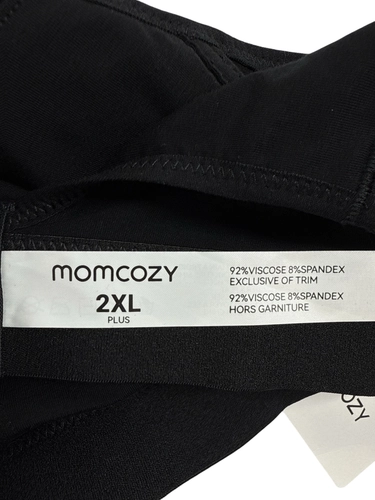 momcozy
2XL
PLUS
92%VISCOSE 8%SPANDEX
EXCLUSIVE OF TRIM
92%VISCOSE 8%SPANDEX
HORS GARNITURE